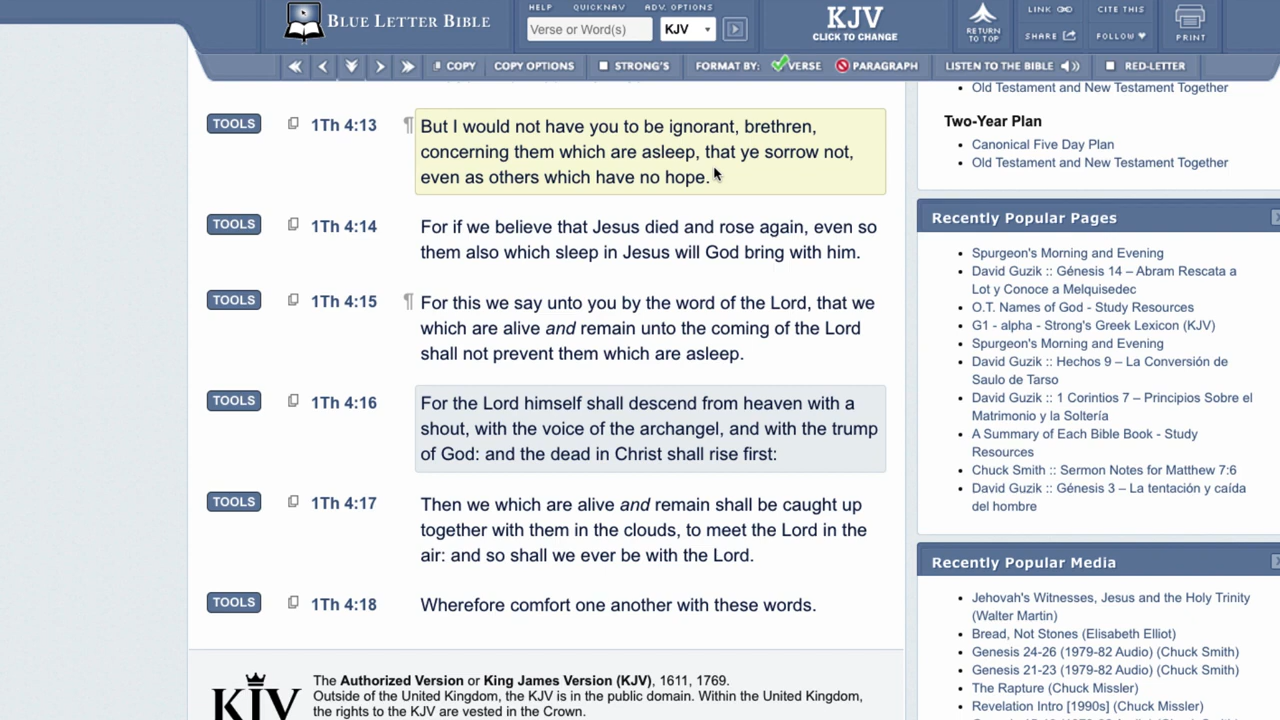 BLUE LETTER BIBLE
HELP QUICKNAV ADV. OPTIONS
Verse or Word(s) KJV
KJV
CLICK TO CHANGE
RETURN
TO TOP
LINK
SHARE
CITE THIS
FOLLOW
PRINT
COPY COPY OPTIONS STRONG'S FORMAT BY: VERSE PARAGRAPH LISTEN TO THE BIBLE RED-LETTER
TOOLS 1Th 4:13 ¶ But I would not have you to be ignorant, brethren,
concerning them which are asleep, that ye sorrow not,
even as others which have no hope.
TOOLS 1Th 4:14 For if we believe that Jesus died and rose again, even so
them also which sleep in Jesus will God bring with him.
TOOLS 1Th 4:15 ¶ For this we say unto you by the word of the Lord, that we
which are alive and remain unto the coming of the Lord
shall not prevent them which are asleep.
TOOLS 1Th 4:16 For the Lord himself shall descend from heaven with a
shout, with the voice of the archangel, and with the trump
of God: and the dead in Christ shall rise first:
TOOLS 1Th 4:17 Then we which are alive and remain shall be caught up
together with them in the clouds, to meet the Lord in the
air: and so shall we ever be with the Lord.
TOOLS 1Th 4:18 Wherefore comfort one another with these words.
KJV
The Authorized Version or King James Version (KJV), 1611, 1769.
Outside of the United Kingdom, the KJV is in the public domain. Within the United Kingdom,
the rights to the KJV are vested in the Crown.
Old Testament and New Testament Together
Two-Year Plan
Canonical Five Day Plan
Old Testament and New Testament Together
Recently Popular Pages
Spurgeon's Morning and Evening
David Guzik :: Génesis 14 – Abram Rescata a
Lot y Conoce a Melquisedec
O.T. Names of God - Study Resources
G1 - alpha - Strong's Greek Lexicon (KJV)
Spurgeon's Morning and Evening
David Guzik :: Hechos 9 – La Conversión de
Saulo de Tarso
David Guzik :: 1 Corintios 7 – Principios Sobre el
Matrimonio y la Soltería
A Summary of Each Bible Book - Study
Resources
Chuck Smith :: Sermon Notes for Matthew 7:6
David Guzik :: Génesis 3 – La tentación y caída
del hombre
Recently Popular Media
Jehovah's Witnesses, Jesus and the Holy Trinity
(Walter Martin)
Bread, Not Stones (Elisabeth Elliot)
Genesis 24-26 (1979-82 Audio) (Chuck Smith)
Genesis 21-23 (1979-82 Audio) (Chuck Smith)
The Rapture (Chuck Missler)
Revelation Intro [1990s] (Chuck Missler)